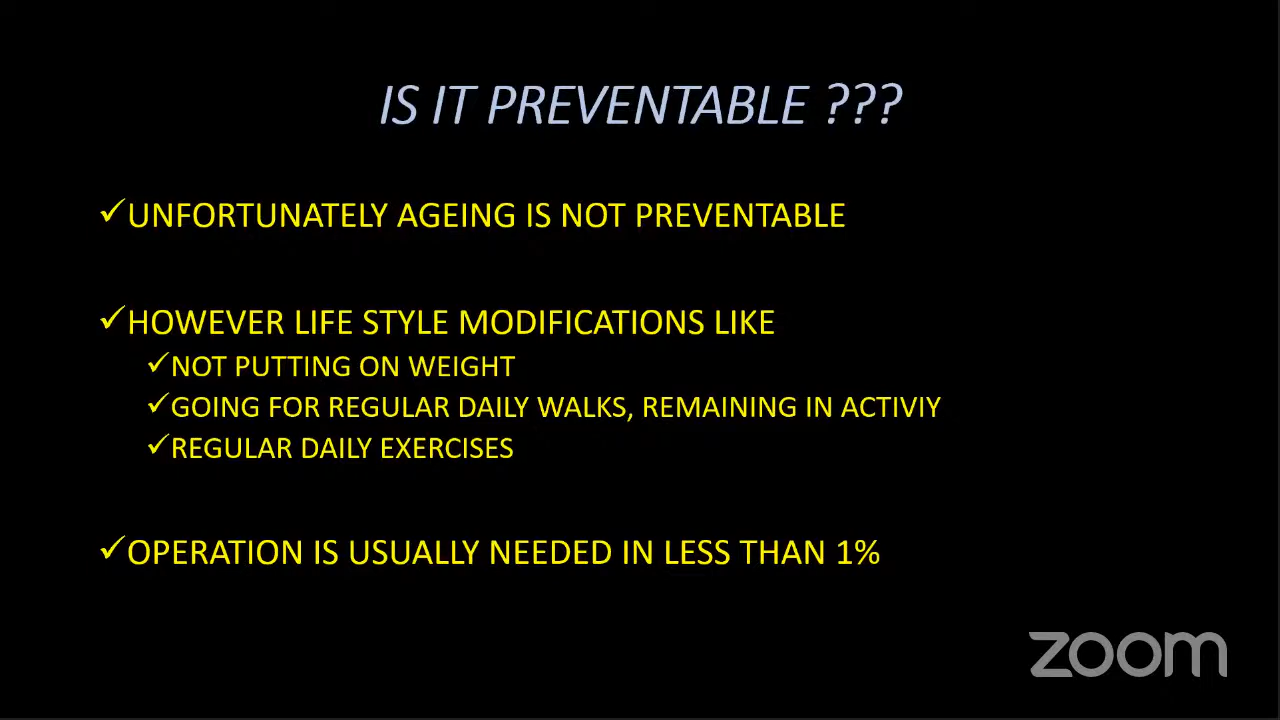 IS IT PREVENTABLE ???
✓UNFORTUNATELY AGEING IS NOT PREVENTABLE
✓HOWEVER LIFE STYLE MODIFICATIONS LIKE
✓NOT PUTTING ON WEIGHT
✓GOING FOR REGULAR DAILY WALKS, REMAINING IN ACTIVIY
✓REGULAR DAILY EXERCISES
✓OPERATION IS USUALLY NEEDED IN LESS THAN 1%
zoom